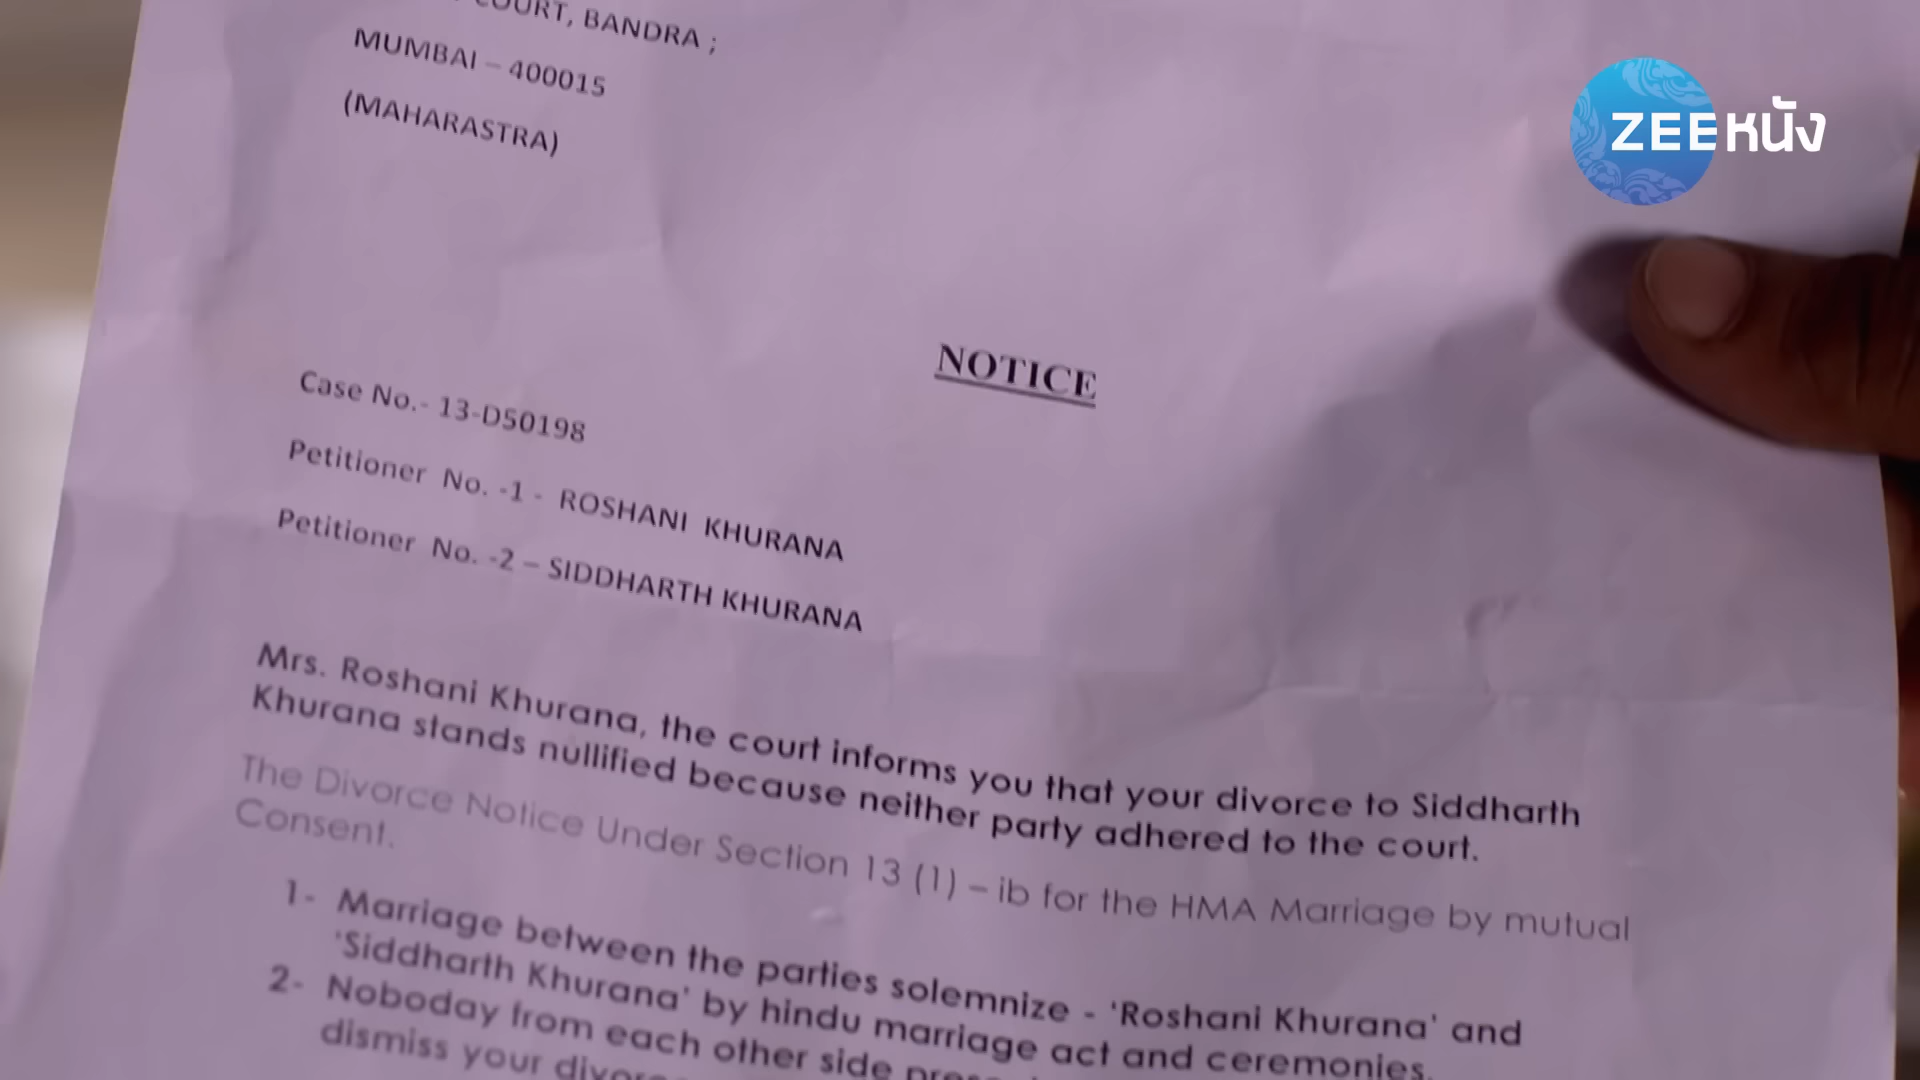 COURT, BANDRA ;
MUMBAI – 400015
(MAHARASTRA)
ZEE หนัง
NOTICE
Case No.- 13-D50198
Petitioner No. -1 - ROSHANI KHURANA
Petitioner No. -2 – SIDDHARTH KHURANA
Mrs. Roshani Khurana, the court informs you that your divorce to Siddharth
Khurana stands nullified because neither party adhered to the court.
The Divorce Notice Under Section 13 (1) – ib for the HMA Marriage by mutual
Consent.
1- Marriage between the parties solemnize - 'Roshani Khurana' and
'Siddharth Khurana' by hindu marriage act and ceremonies.
2- Noboday from each other side
dismiss your